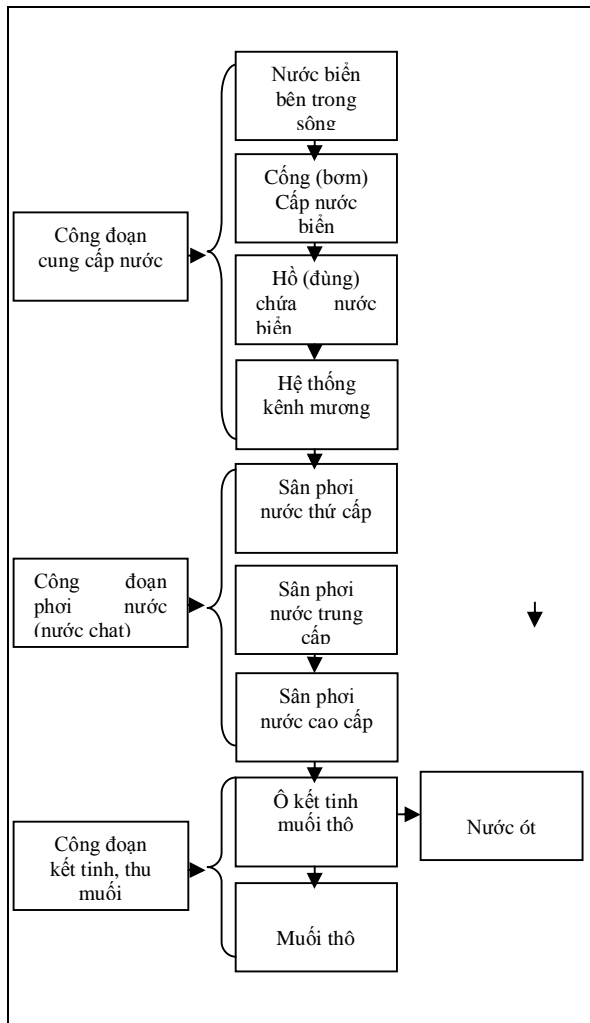 Nước biển
bên trong
sông
Cống (bơm)
Cấp nước
biển
Công đoạn
cung cấp nước
Hồ (đùng)
chứa nước
biển
Hệ thống
kênh mương
Sân phơi
nước thứ cấp
Công đoạn
phơi nước
(nước chat)
Sân phơi
nước trung
cấp
Sân phơi
nước cao cấp
Ô kết tinh
muối thô
Nước ót
Công đoạn
kết tinh, thu
muối
Muối thô